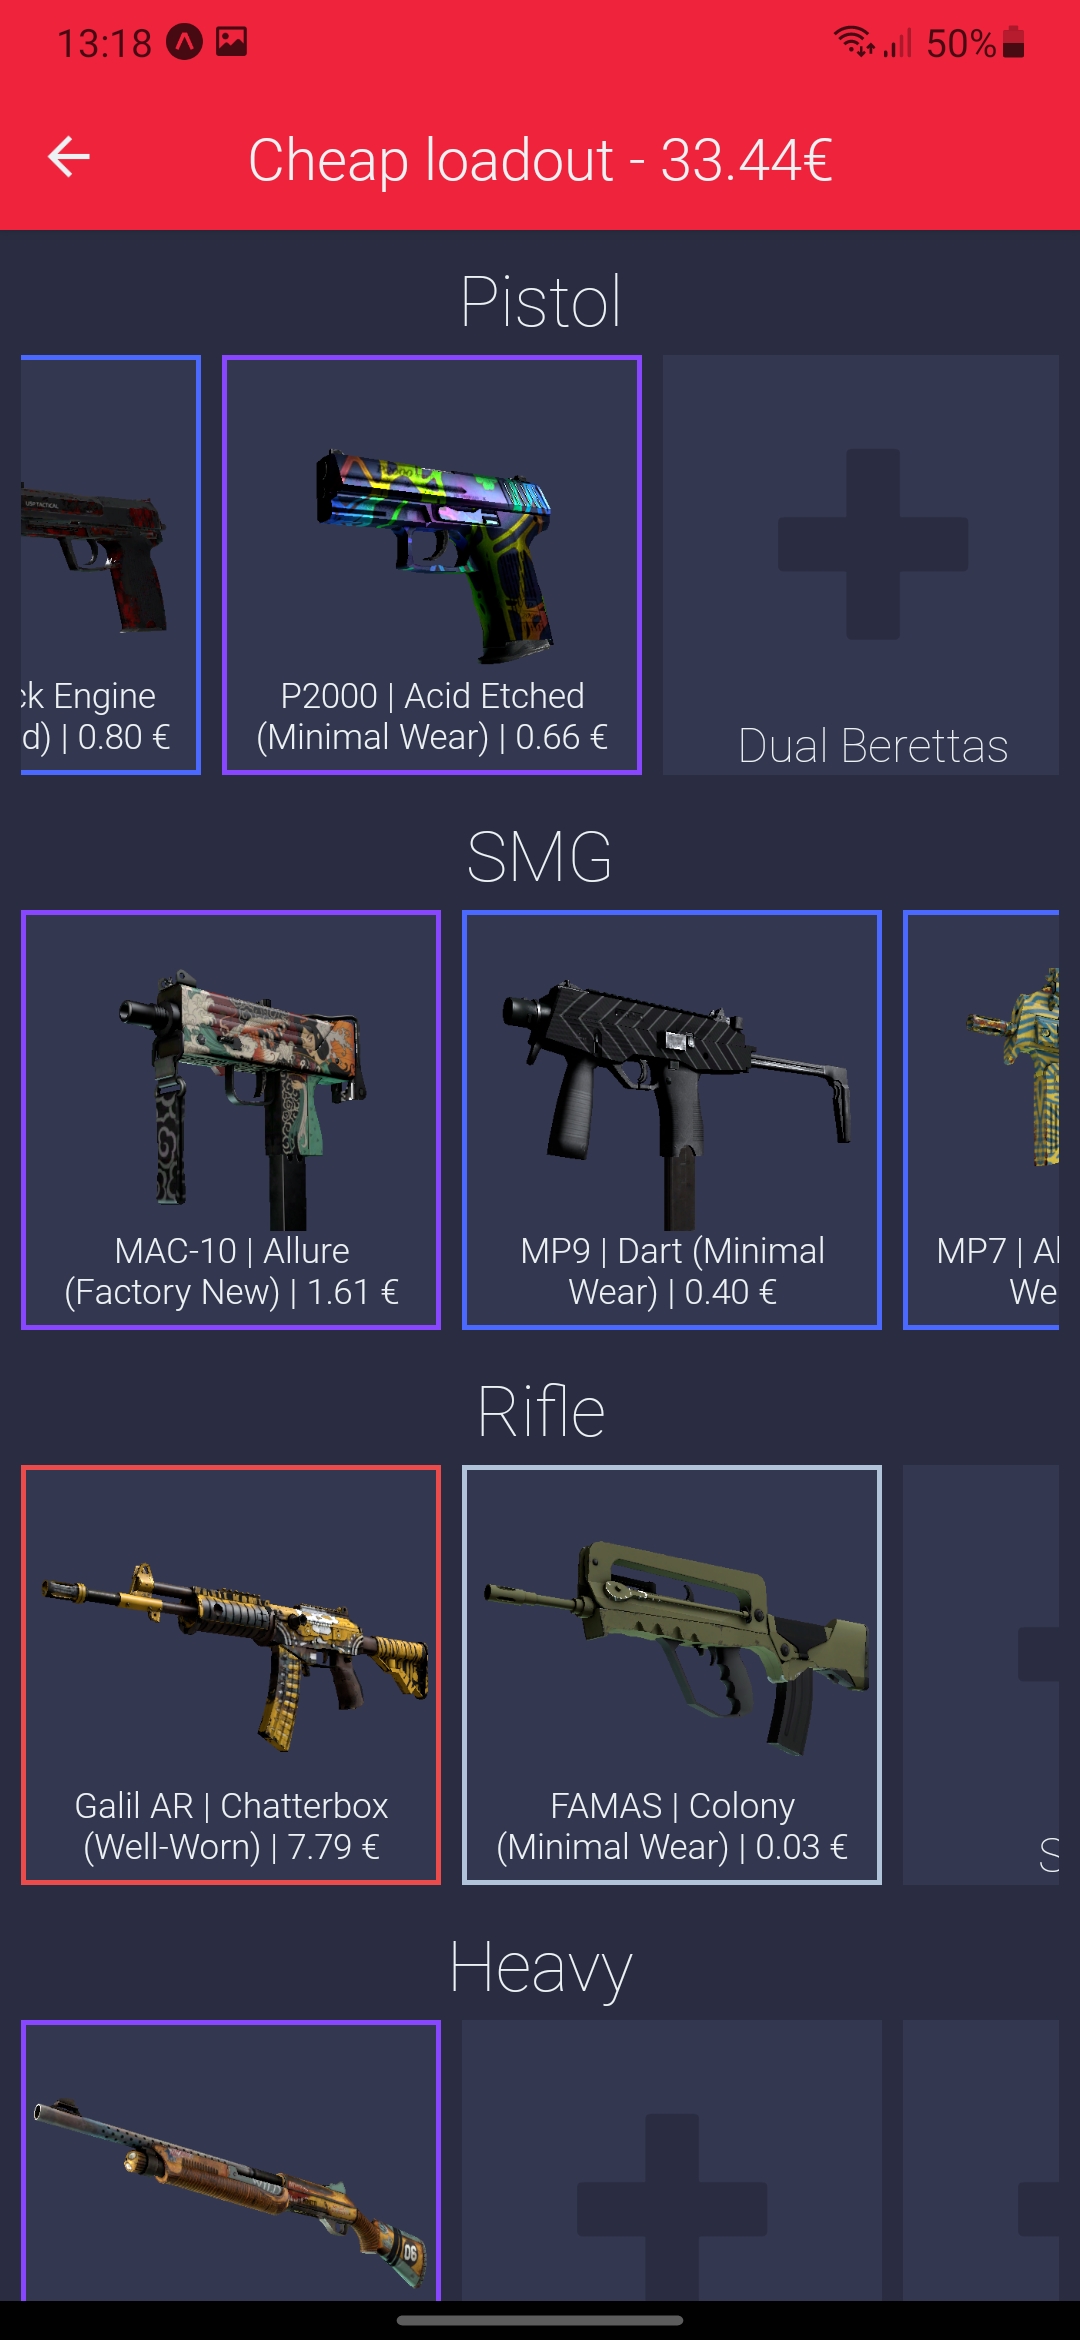 13:18
50%
Cheap loadout - 33.44€
Pistol
Engine
d) | 0.80 €
P2000 | Acid Etched
(Minimal Wear) | 0.66 €
Dual Berettas
SMG
MAC-10 | Allure
(Factory New) | 1.61 €
MP9 | Dart (Minimal
Wear) | 0.40 €
MP7 |
Rifle
Galil AR | Chatterbox
(Well-Worn) | 7.79 €
FAMAS | Colony
(Minimal Wear) | 0.03 €
Heavy
06